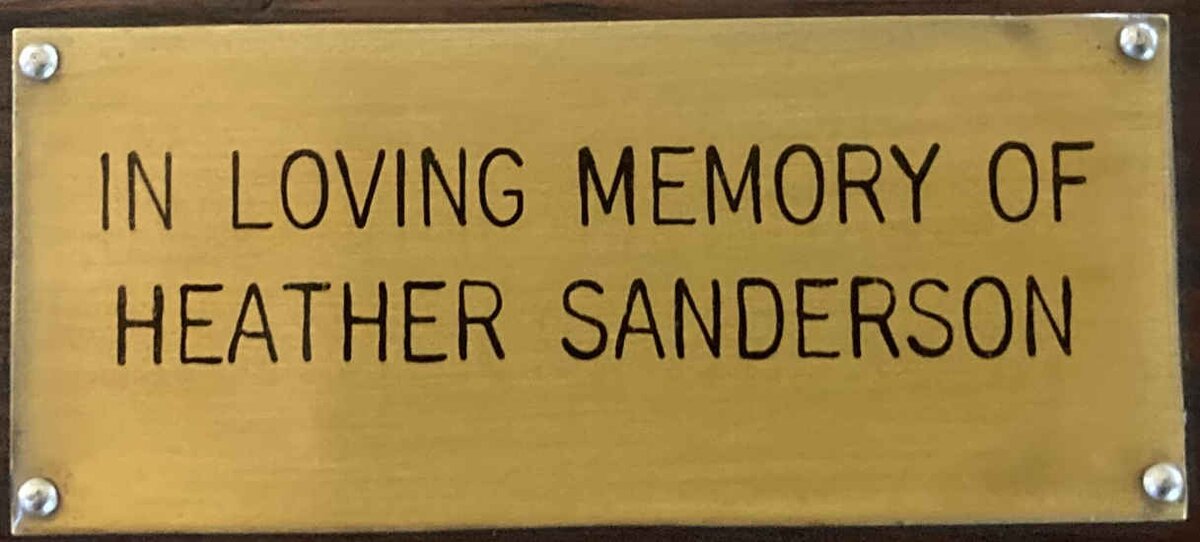 IN LOVING MEMORY OF
HEATHER SANDERSON